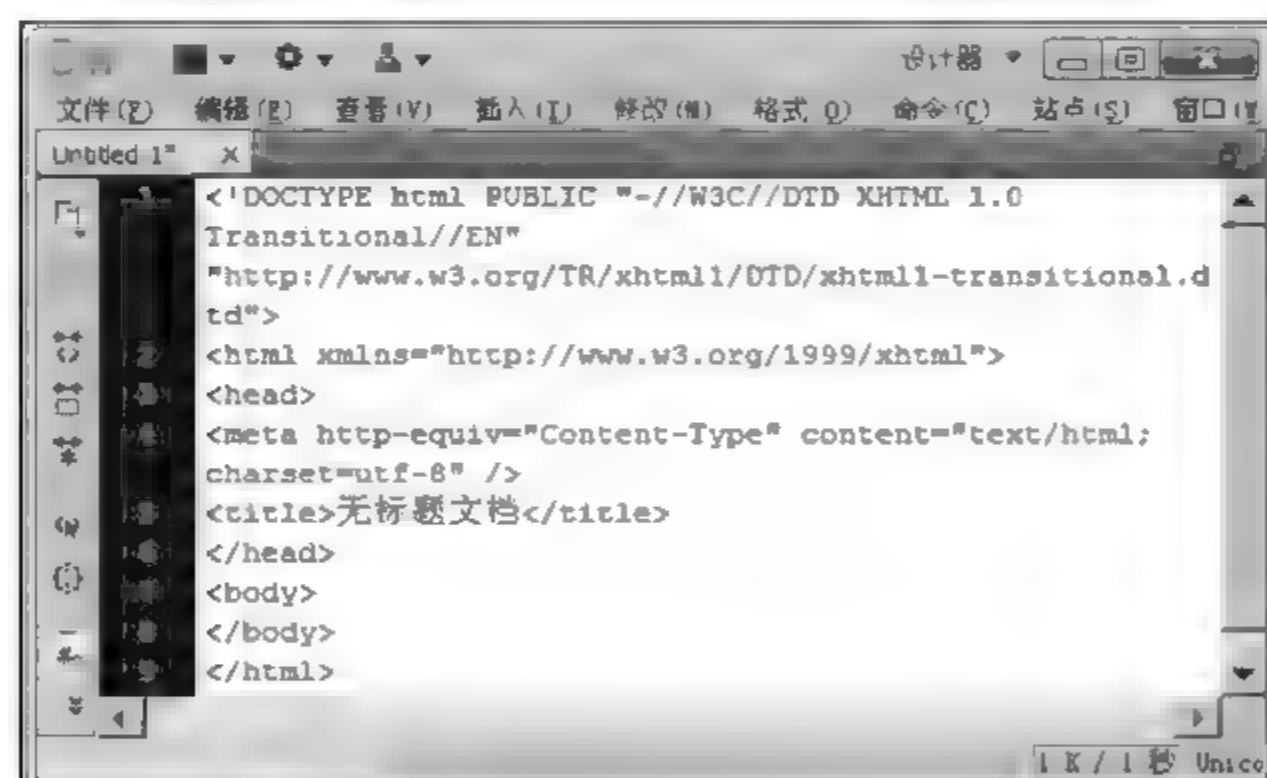 设计器
文件(F) 编辑(E) 查看(V) 插入(I) 修改(M) 格式(O) 命令(C) 站点(S) 窗口(W
Untitled 1* ×
<!DOCTYPE html PUBLIC "-//W3C//DTD XHTML 1.0
Transitional//EN"
"http://www.w3.org/TR/xhtml1/DTD/xhtml1-transitional.d
td">
<html xmlns="http://www.w3.org/1999/xhtml">
<head>
<meta http-equiv="Content-Type" content="text/html;
charset=utf-8" />
<title>无标题文档</title>
</head>
<body>
</body>
</html>
1 K / 1 秒 Unico